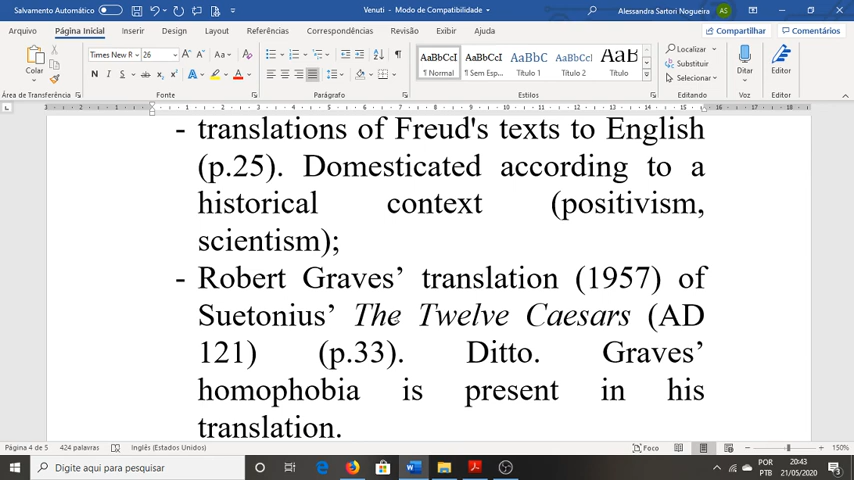 Salvamento Automático
Venuti - Modo de Compatibilidade
Alessandra Sartori Nogueira
AS
Arquivo
Página Inicial
Inserir
Design
Layout
Referências
Correspondências
Revisão
Exibir
Compartilhar
Comentários
Colar
Times New R
26
Aa
N I S ab x₂ x²
AaBbCcI AaBbCcI AaBbC AaBbCcI AaB
¶ Normal ¶ Sem Esp... Título 1 Título 2 Título
Localizar
Substituir
Selecionar
Ditar
Editor
Área de Transferência
Fonte
Parágrafo
Estilos
Editando
Voz
Editor
- translations of Freud's texts to English
(p.25). Domesticated according to a
historical context (positivism,
scientism);
- Robert Graves’ translation (1957) of
Suetonius’ The Twelve Caesars (AD
121) (p.33). Ditto. Graves’
homophobia is present in his
translation.
Página 4 de 5 424 palavras Inglês (Estados Unidos)
Foco
150%
Digite aqui para pesquisar
POR
PTB
20:43
21/05/2020
3